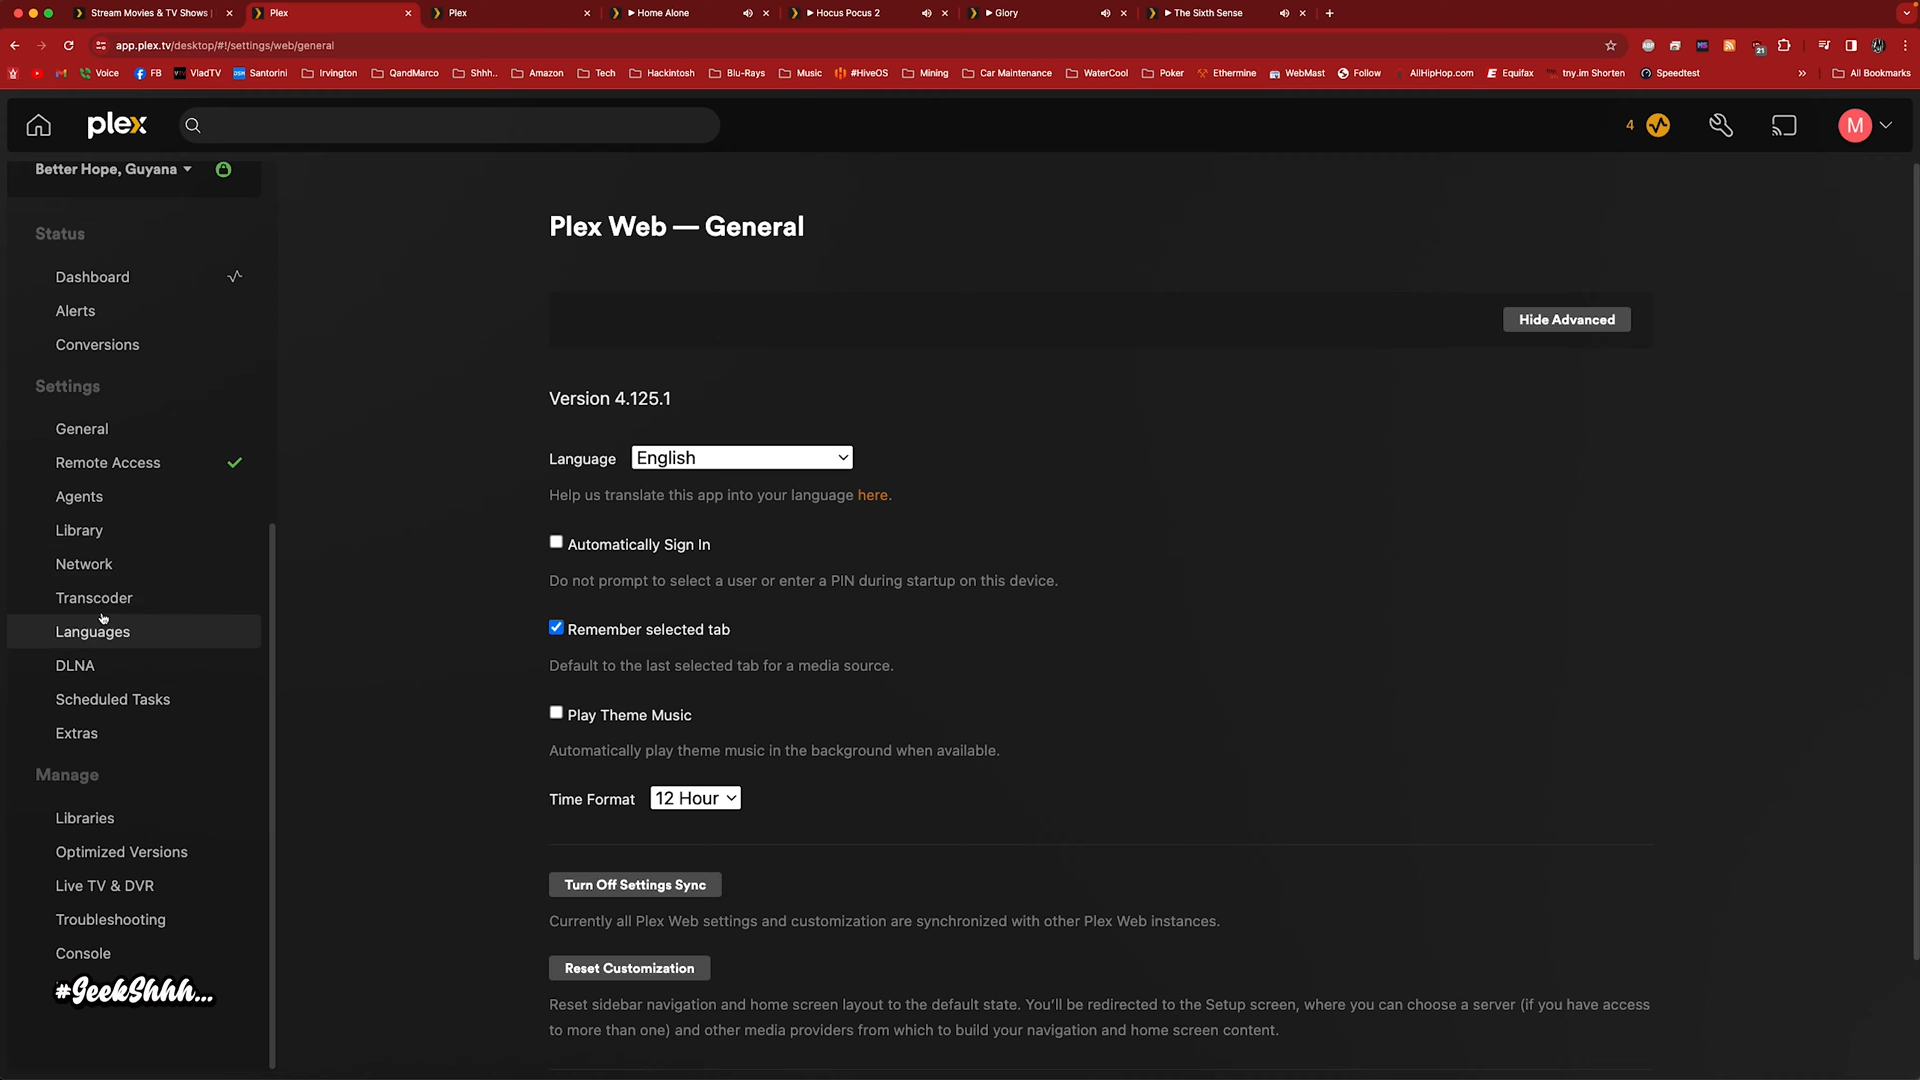 Stream Movies & TV Shows
Plex
Plex
Home Alone
Hocus Pocus 2
Glory
The Sixth Sense
app.plex.tv/desktop/#!/settings/web/general
Voice
FB
VladTV
Santorini
Irvington
QandMarco
Shhh..
Amazon
Tech
Hackintosh
Blu-Rays
Music
#HiveOS
Mining
Car Maintenance
WaterCool
Poker
Ethermine
WebMast
Follow
AllHipHop.com
Equifax
tny.im Shorten
Speedtest
»
All Bookmarks
plex
4
M
Better Hope, Guyana
Status
Dashboard
Alerts
Conversions
Settings
General
Remote Access
Agents
Library
Network
Transcoder
Languages
DLNA
Scheduled Tasks
Extras
Manage
Libraries
Optimized Versions
Live TV & DVR
Troubleshooting
Console
#GeekShhh...
Plex Web — General
Hide Advanced
Version 4.125.1
Language English
Help us translate this app into your language here.
Automatically Sign In
Do not prompt to select a user or enter a PIN during startup on this device.
Remember selected tab
Default to the last selected tab for a media source.
Play Theme Music
Automatically play theme music in the background when available.
Time Format 12 Hour
Turn Off Settings Sync
Currently all Plex Web settings and customization are synchronized with other Plex Web instances.
Reset Customization
Reset sidebar navigation and home screen layout to the default state. You'll be redirected to the Setup screen, where you can choose a server (if you have access
to more than one) and other media providers from which to build your navigation and home screen content.